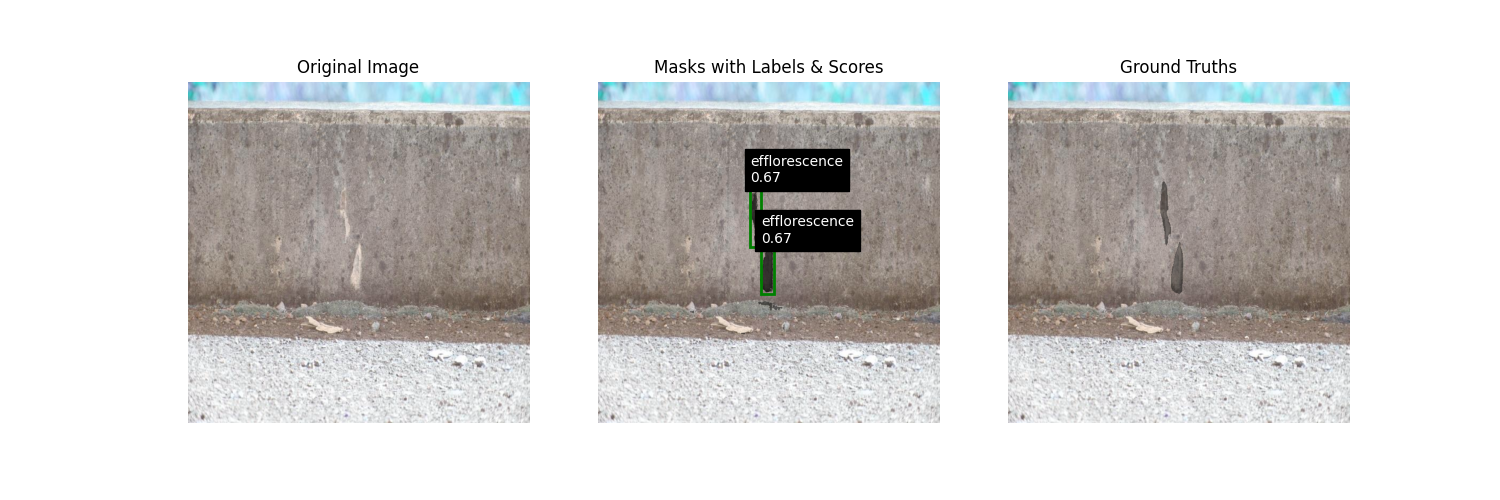 Original Image
Masks with Labels & Scores
Ground Truths
efflorescence
0.67
efflorescence
0.67